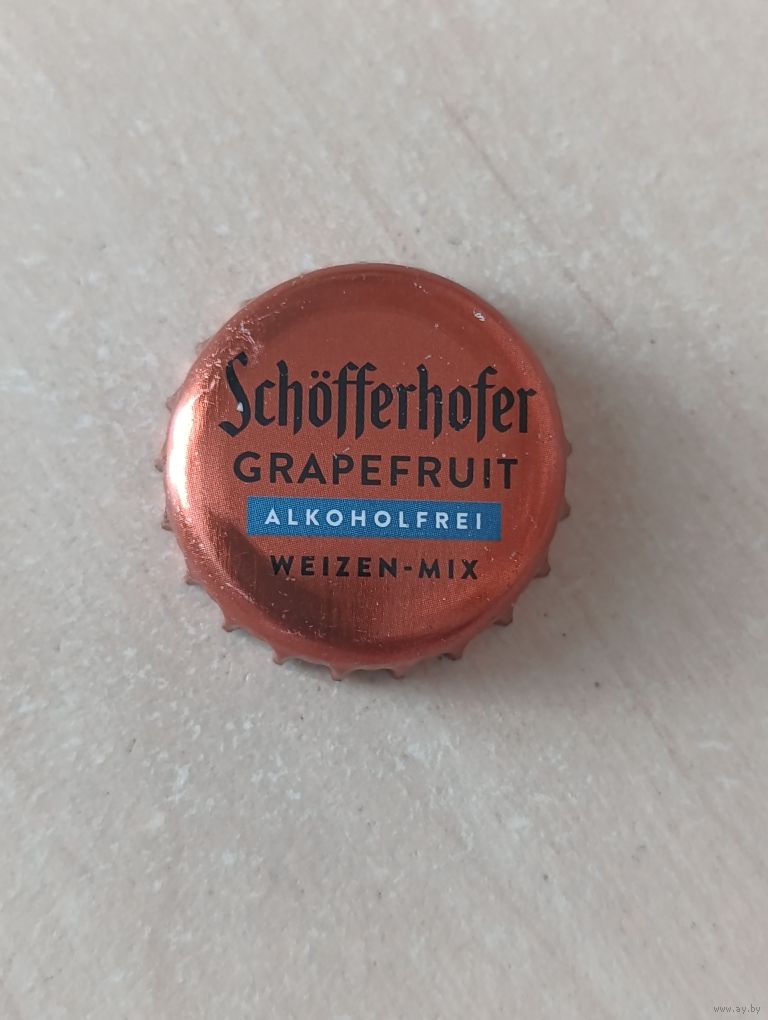 Schöfferhofer
GRAPEFRUIT
ALKOHOLFREI
WEIZEN-MIX
www.ay.by